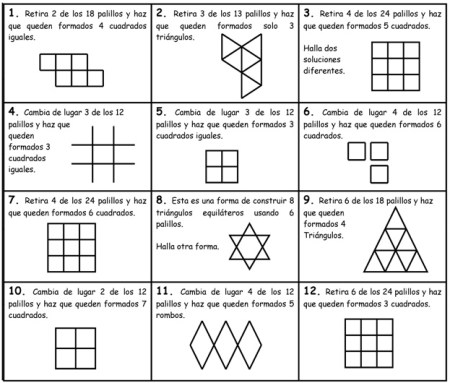 1. Retira 2 de los 18 palillos y haz
que queden formados 4 cuadrados
iguales.
2. Retira 3 de los 13 palillos y haz
que queden formados solo 3
triángulos.
3. Retira 4 de los 24 palillos y haz
que queden formados 5 cuadrados.
Halla dos
soluciones
diferentes.
4. Cambia de lugar 3 de los 12
palillos y haz que
queden
formados 3
cuadrados
iguales.
5. Cambia de lugar 3 de los 12
palillos y haz que queden formados 3
cuadrados iguales.
6. Cambia de lugar 4 de los 12
palillos y haz que queden formados 6
cuadrados.
7. Retira 4 de los 24 palillos y haz
que queden formados 6 cuadrados.
8. Esta es una forma de construir 8
triángulos equiláteros usando 6
palillos.
Halla otra forma.
9. Retira 6 de los 18 palillos y haz
que queden
formados 4
Triángulos.
10. Cambia de lugar 2 de los 12
palillos y haz que queden formados 7
cuadrados.
11. Cambia de lugar 4 de los 12
palillos y haz que queden formados 5
rombos.
12. Retira 6 de los 24 palillos y haz
que queden formados 3 cuadrados.